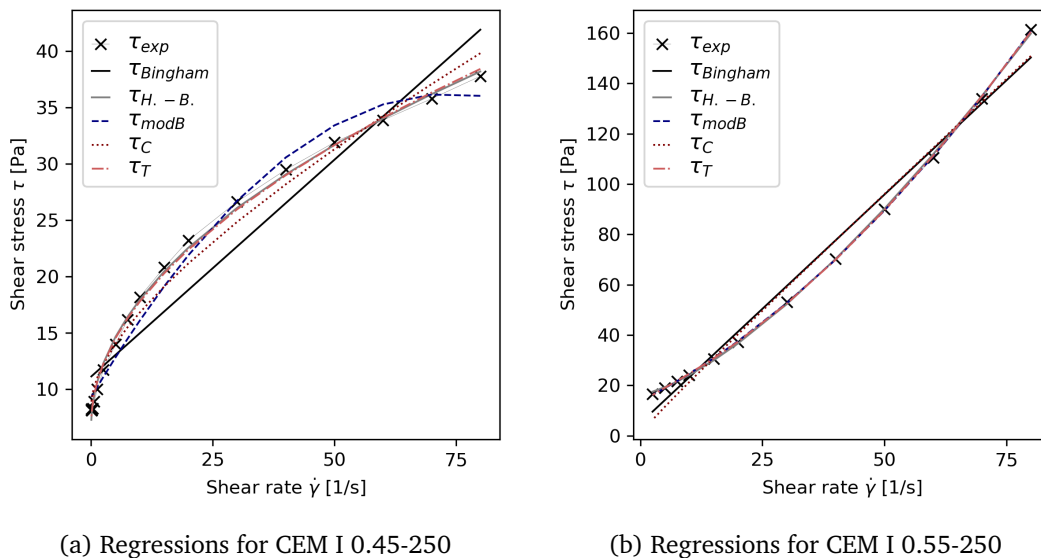 τexp
τBingham
τH. − B.
τmodB
τC
τT
40
35
30
25
20
15
10
Shear stress τ [Pa]
0 25 50 75
Shear rate γ̇ [1/s]
(a) Regressions for CEM I 0.45-250
τexp
τBingham
τH. − B.
τmodB
τC
τT
160
140
120
100
80
60
40
20
0
Shear stress τ [Pa]
0 25 50 75
Shear rate γ̇ [1/s]
(b) Regressions for CEM I 0.55-250